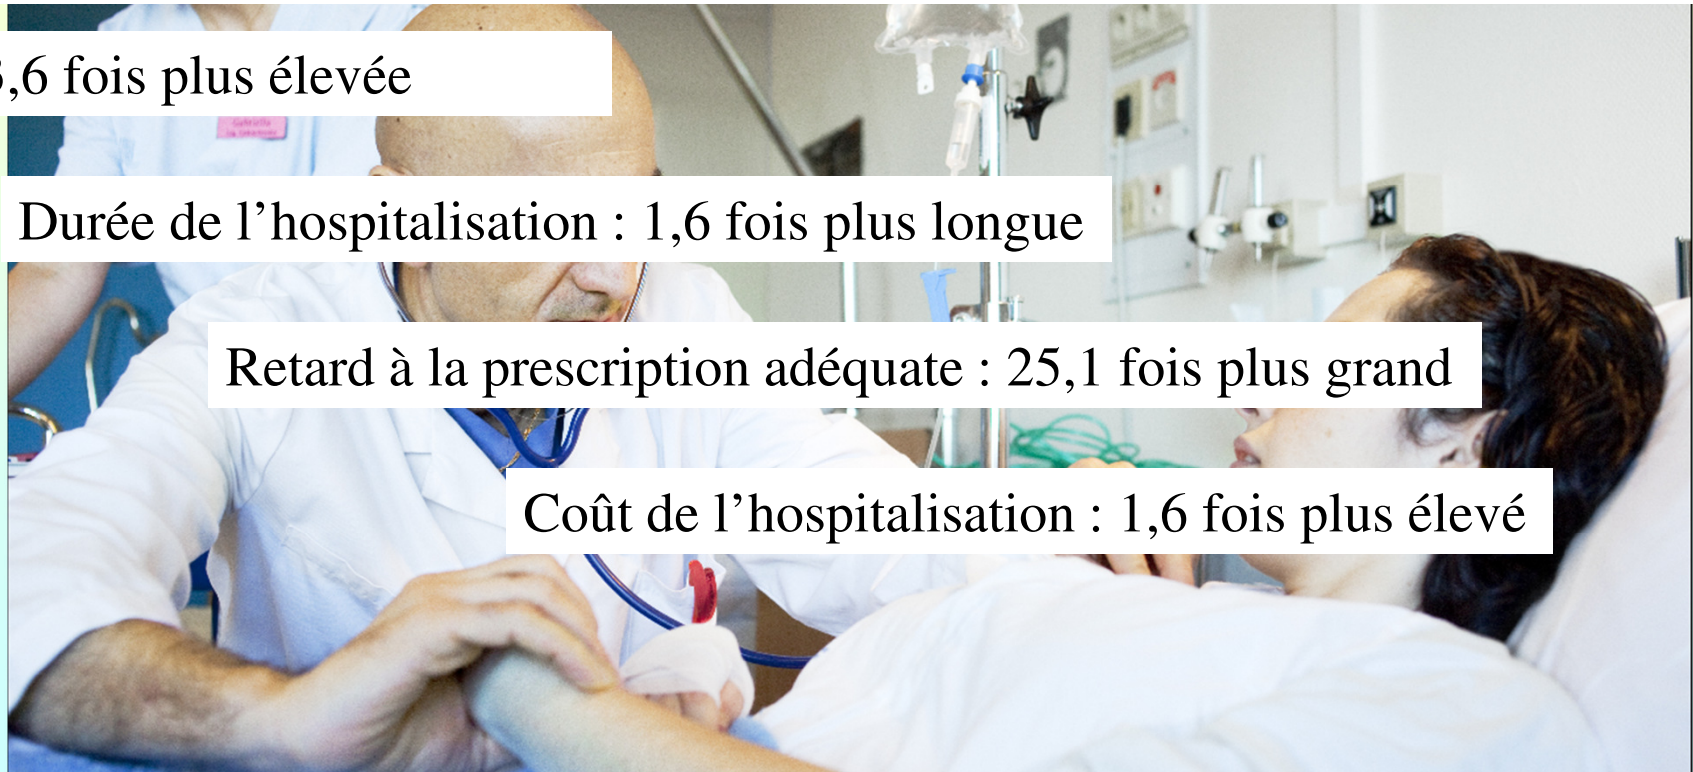 ,6 fois plus élevée
Durée de l’hospitalisation : 1,6 fois plus longue
Retard à la prescription adéquate : 25,1 fois plus grand
Coût de l’hospitalisation : 1,6 fois plus élevé